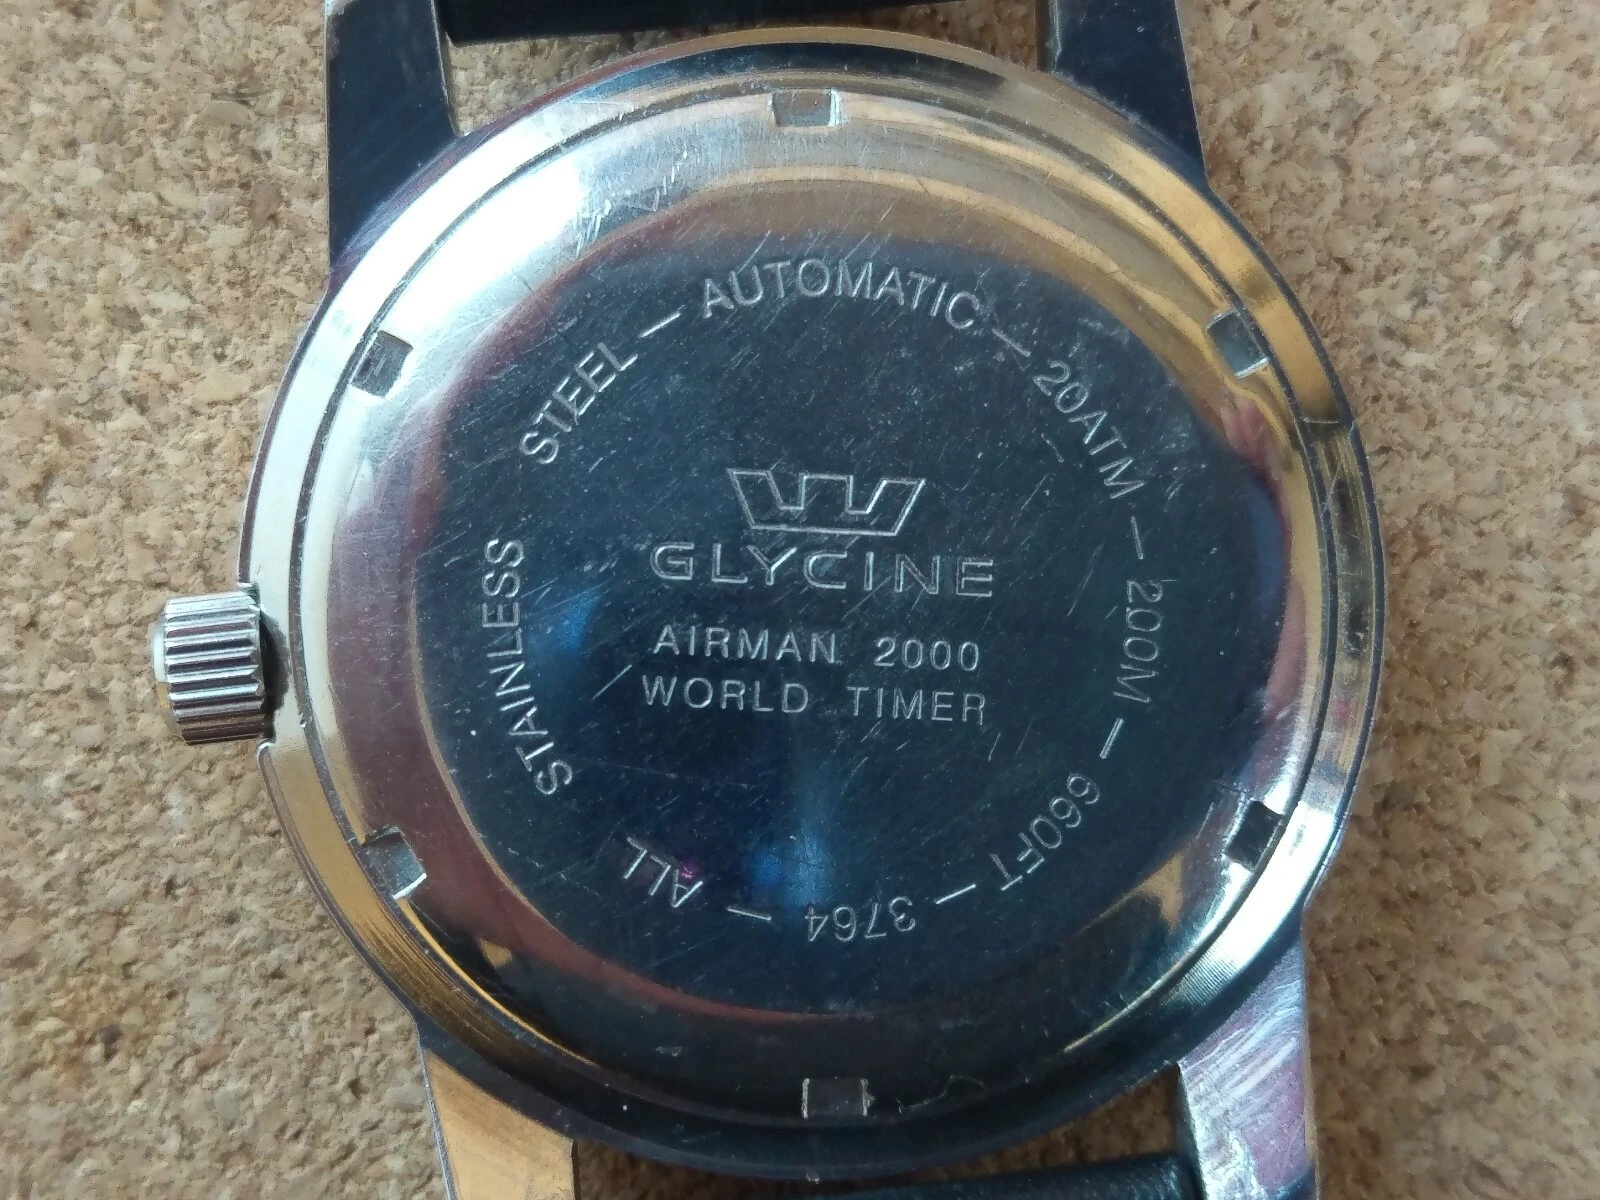 GLYCINE
AIRMAN 2000
WORLD TIMER
ALL STAINLESS STEEL — AUTOMATIC — 20ATM — 200M — 660FT — 3764 —